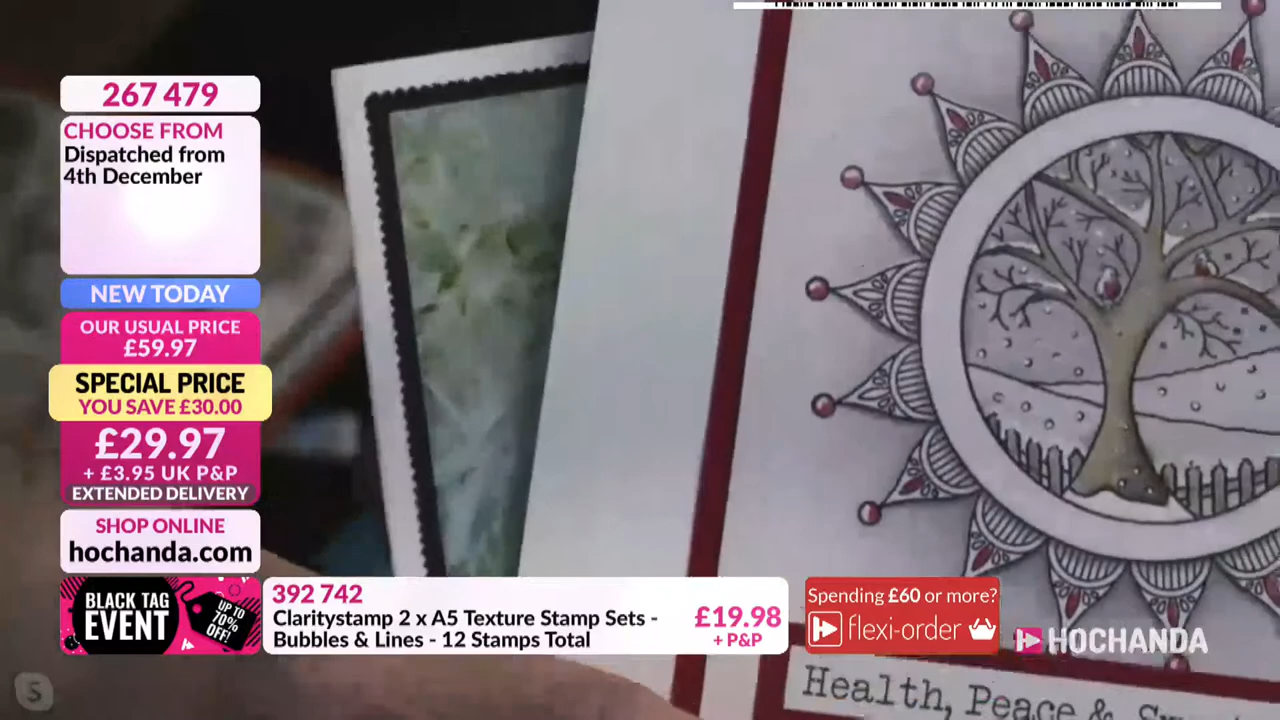 267 479
CHOOSE FROM
Dispatched from
4th December
NEW TODAY
OUR USUAL PRICE
£59.97
SPECIAL PRICE
YOU SAVE £30.00
£29.97
+ £3.95 UK P&P
EXTENDED DELIVERY
SHOP ONLINE
hochanda.com
BLACK TAG
EVENT
UP TO
70%
OFF!
392 742
Claritystamp 2 x A5 Texture Stamp Sets -
Bubbles & Lines - 12 Stamps Total
£19.98
+ P&P
Spending £60 or more?
flexi-order
HOCHANDA
Health, Peace &